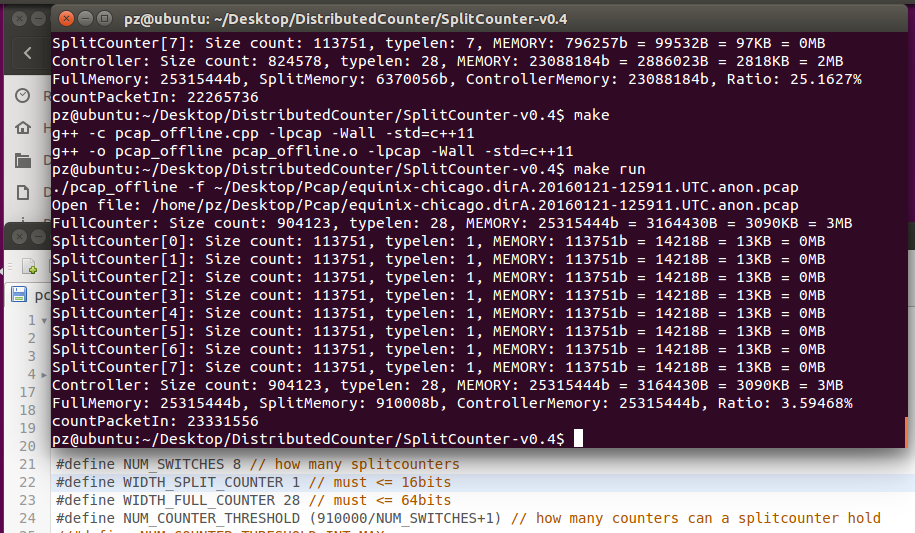 pz@ubuntu: ~/Desktop/DistributedCounter/SplitCounter-v0.4
SplitCounter[7]: Size count: 113751, typelen: 7, MEMORY: 796257b = 99532B = 97KB = 0MB
Controller: Size count: 824578, typelen: 28, MEMORY: 23088184b = 2886023B = 2818KB = 2MB
FullMemory: 25315444b, SplitMemory: 6370056b, ControllerMemory: 23088184b, Ratio: 25.1627%
countPacketIn: 22265736
pz@ubuntu:~/Desktop/DistributedCounter/SplitCounter-v0.4$ make
g++ -c pcap_offline.cpp -lpcap -Wall -std=c++11
g++ -o pcap_offline pcap_offline.o -lpcap -Wall -std=c++11
pz@ubuntu:~/Desktop/DistributedCounter/SplitCounter-v0.4$ make run
./pcap_offline -f ~/Desktop/Pcap/equinix-chicago.dirA.20160121-125911.UTC.anon.pcap
Open file: /home/pz/Desktop/Pcap/equinix-chicago.dirA.20160121-125911.UTC.anon.pcap
FullCounter: Size count: 904123, typelen: 28, MEMORY: 25315444b = 3164430B = 3090KB = 3MB
SplitCounter[0]: Size count: 113751, typelen: 1, MEMORY: 113751b = 14218B = 13KB = 0MB
SplitCounter[1]: Size count: 113751, typelen: 1, MEMORY: 113751b = 14218B = 13KB = 0MB
SplitCounter[2]: Size count: 113751, typelen: 1, MEMORY: 113751b = 14218B = 13KB = 0MB
SplitCounter[3]: Size count: 113751, typelen: 1, MEMORY: 113751b = 14218B = 13KB = 0MB
SplitCounter[4]: Size count: 113751, typelen: 1, MEMORY: 113751b = 14218B = 13KB = 0MB
SplitCounter[5]: Size count: 113751, typelen: 1, MEMORY: 113751b = 14218B = 13KB = 0MB
SplitCounter[6]: Size count: 113751, typelen: 1, MEMORY: 113751b = 14218B = 13KB = 0MB
SplitCounter[7]: Size count: 113751, typelen: 1, MEMORY: 113751b = 14218B = 13KB = 0MB
Controller: Size count: 904123, typelen: 28, MEMORY: 25315444b = 3164430B = 3090KB = 3MB
FullMemory: 25315444b, SplitMemory: 910008b, ControllerMemory: 25315444b, Ratio: 3.59468%
countPacketIn: 23331556
pz@ubuntu:~/Desktop/DistributedCounter/SplitCounter-v0.4$
1
2
3
4
17
18
19
20
21 #define NUM_SWITCHES 8 // how many splitcounters
22 #define WIDTH_SPLIT_COUNTER 1 // must <= 16bits
23 #define WIDTH_FULL_COUNTER 28 // must <= 64bits
24 #define NUM_COUNTER_THRESHOLD (910000/NUM_SWITCHES+1) // how many counters can a splitcounter hold